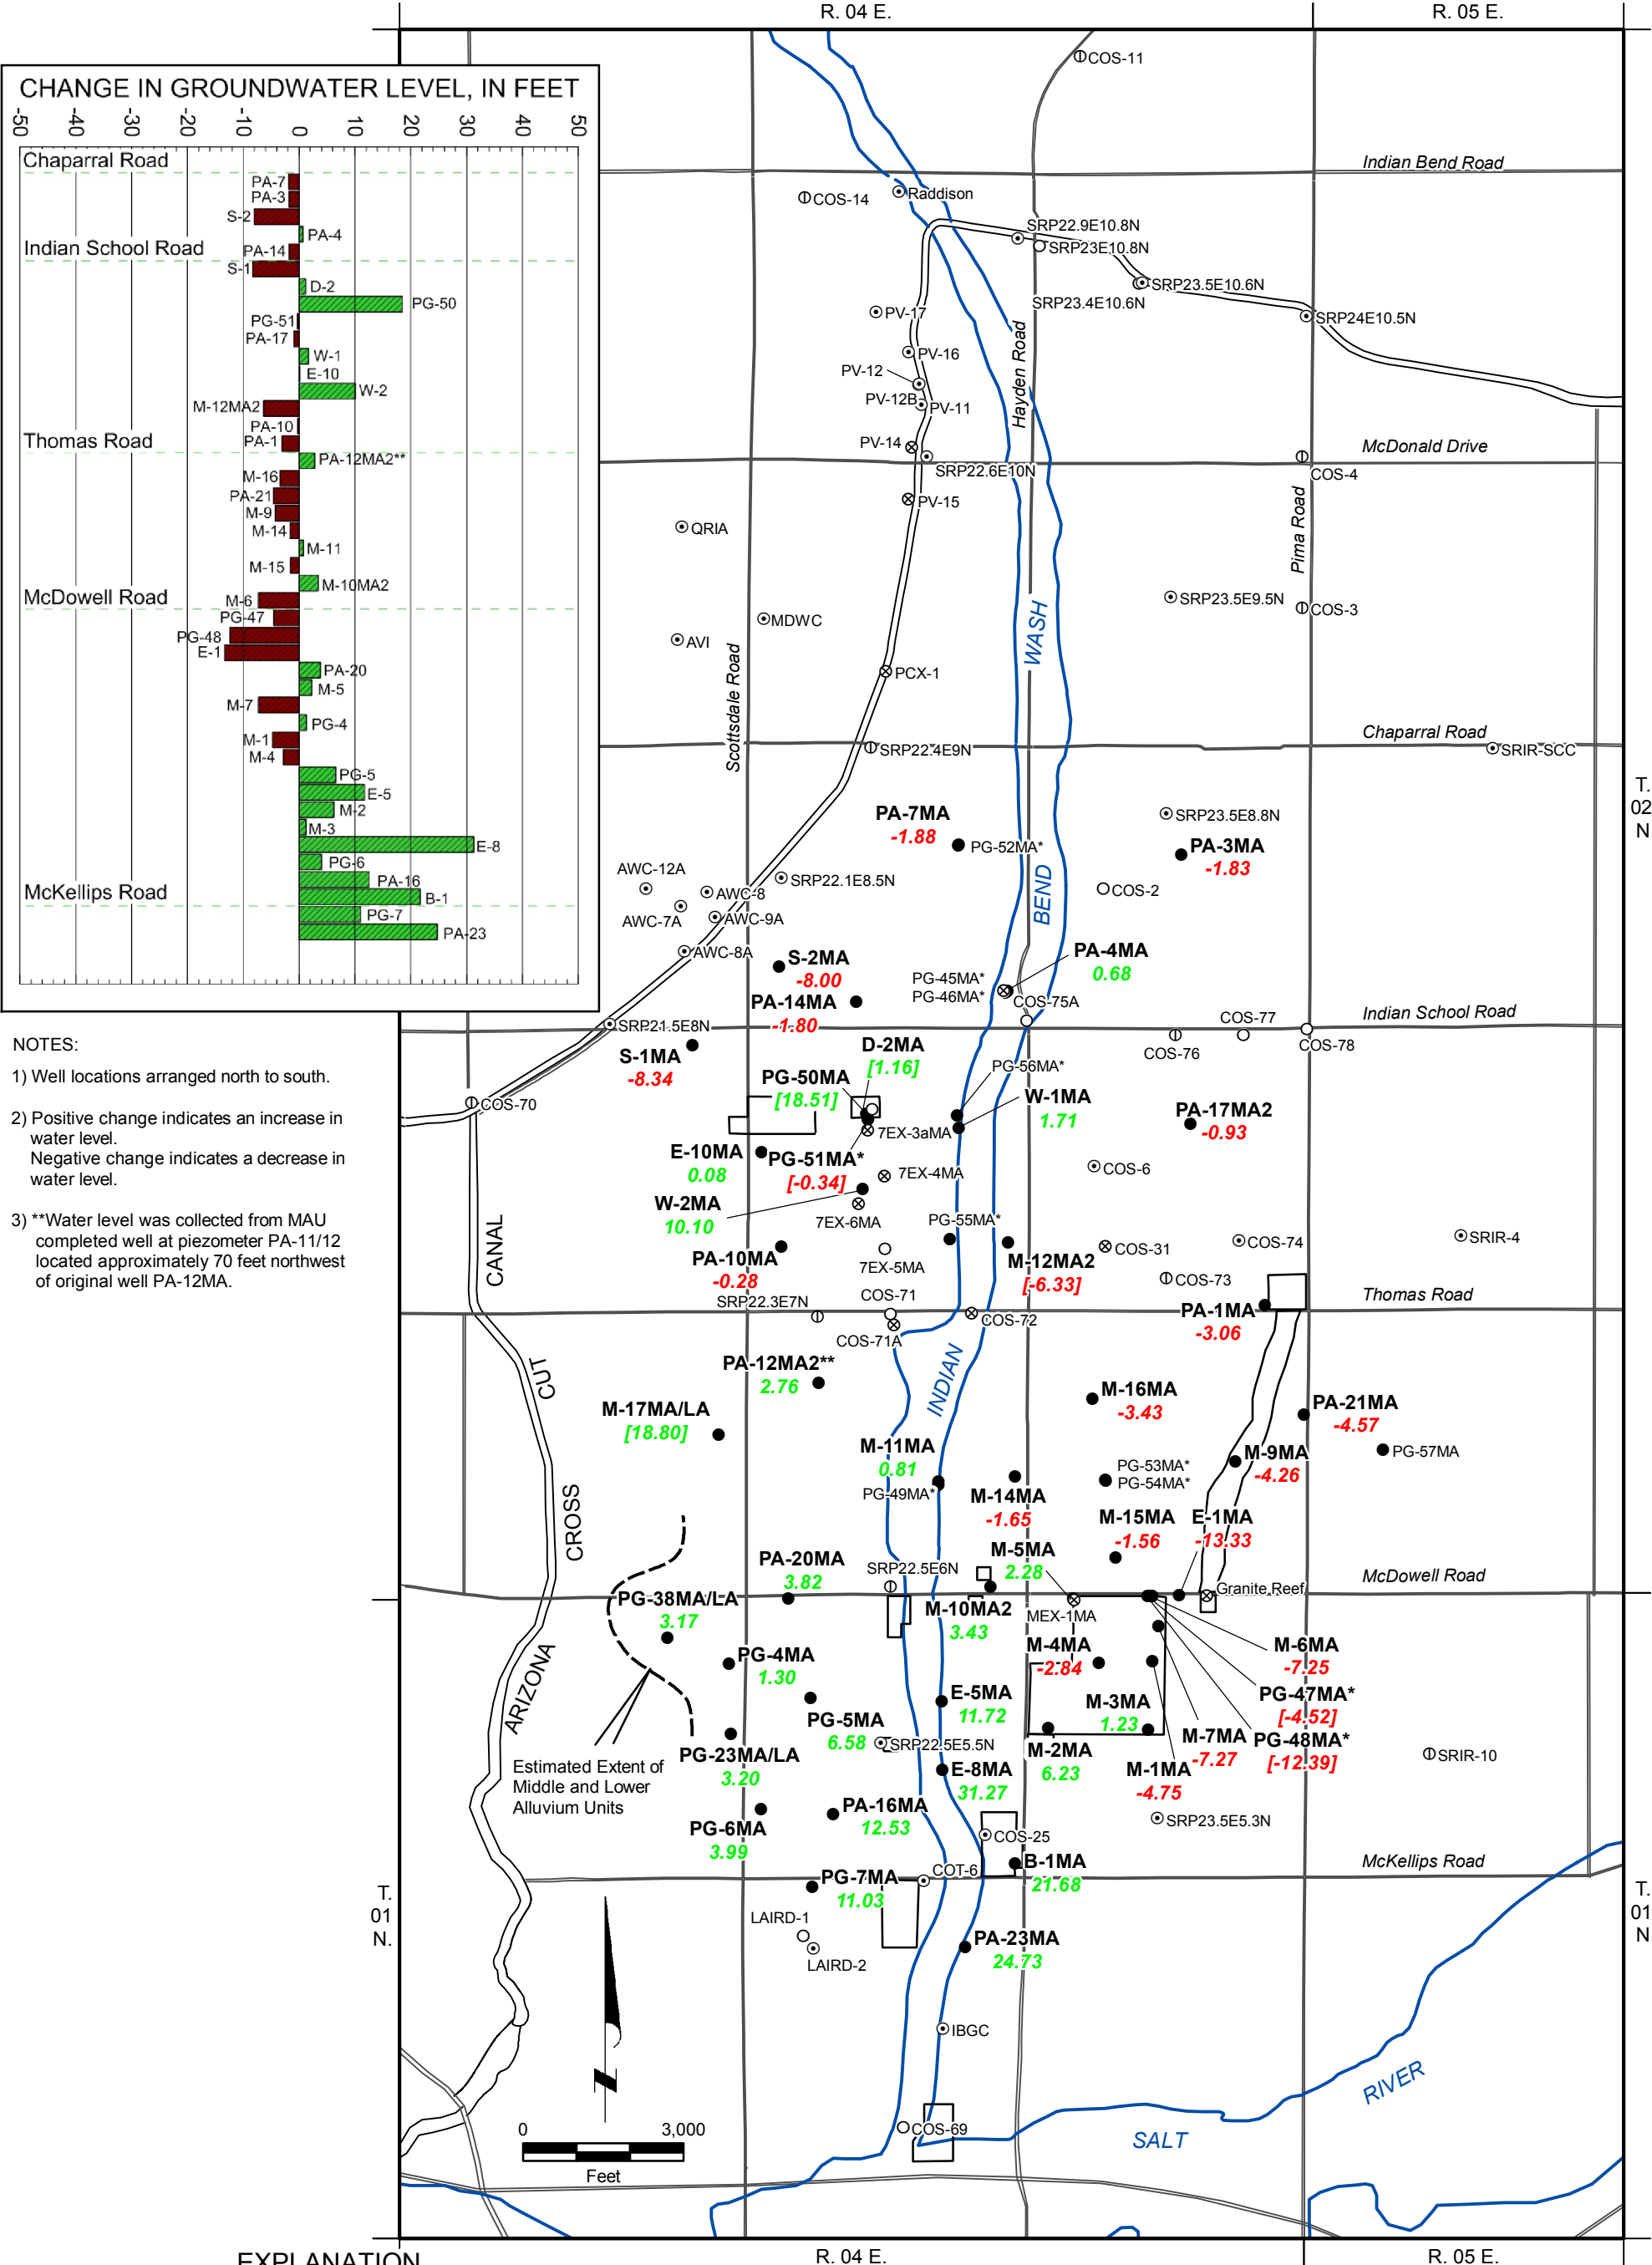 R. 04 E.
R. 05 E.
CHANGE IN GROUNDWATER LEVEL, IN FEET
-50
-40
-30
-20
-10
0
10
20
30
40
50
Chaparral Road
PA-7
PA-3
S-2
PA-4
Indian School Road
PA-14
S-1
D-2
PG-50
PG-51
PA-17
W-1
E-10
W-2
M-12MA2
PA-10
Thomas Road
PA-1
PA-12MA2**
M-16
PA-21
M-9
M-14
M-11
M-15
M-10MA2
McDowell Road
M-6
PG-47
PG-48
E-1
PA-20
M-5
M-7
PG-4
M-1
M-4
PG-5
E-5
M-2
M-3
E-8
PG-6
PA-16
McKellips Road
B-1
PG-7
PA-23
NOTES:
1) Well locations arranged north to south.
2) Positive change indicates an increase in
water level.
Negative change indicates a decrease in
water level.
3) **Water level was collected from MAU
completed well at piezometer PA-11/12
located approximately 70 feet northwest
of original well PA-12MA.
COS-11
Indian Bend Road
COS-14
Raddison
SRP22.9E10.8N
SRP23E10.8N
SRP23.5E10.6N
SRP23.4E10.6N
SRP24E10.5N
PV-17
PV-16
PV-12
PV-12B
PV-11
Hayden Road
PV-14
SRP22.6E10N
McDonald Drive
COS-4
PV-15
QRIA
Pima Road
SRP23.5E9.5N
COS-3
MDWC
AVI
WASH
PCX-1
Scottsdale Road
Chaparral Road
SRP22.4E9N
SRIR-SCC
T.
02
N
PA-7MA
-1.88
PG-52MA*
SRP23.5E8.8N
PA-3MA
-1.83
AWC-12A
SRP22.1E8.5N
AWC-8
COS-2
AWC-7A
AWC-9A
BEND
AWC-8A
S-2MA
-8.00
PA-4MA
0.68
PG-45MA*
PG-46MA*
COS-75A
PA-14MA
-1.80
Indian School Road
SRP21.5E8N
COS-77
COS-76
COS-78
S-1MA
-8.34
D-2MA
[1.16]
PG-56MA*
PG-50MA
[18.51]
W-1MA
1.71
COS-70
PA-17MA2
-0.93
7EX-3aMA
E-10MA
0.08
PG-51MA*
[-0.34]
COS-6
7EX-4MA
W-2MA
10.10
7EX-6MA
PG-55MA*
CANAL
PA-10MA
-0.28
7EX-5MA
M-12MA2
[-6.33]
COS-31
COS-74
SRIR-4
COS-73
Thomas Road
SRP22.3E7N
COS-71
COS-72
PA-1MA
-3.06
COS-71A
CUT
INDIAN
PA-12MA2**
2.76
M-16MA
-3.43
PA-21MA
-4.57
M-17MA/LA
[18.80]
M-11MA
0.81
PG-57MA
M-9MA
-4.26
PG-53MA*
PG-54MA*
PG-49MA*
M-14MA
-1.65
CROSS
M-15MA
-1.56
E-1MA
-13.33
M-5MA
2.28
PA-20MA
3.82
SRP22.5E6N
McDowell Road
Granite Reef
PG-38MA/LA
3.17
M-10MA2
3.43
MEX-1MA
M-4MA
-2.84
M-6MA
-7.25
PG-4MA
1.30
ARIZONA
E-5MA
11.72
M-3MA
1.23
PG-47MA*
[-4.52]
PG-5MA
6.58
M-7MA
-7.27
PG-48MA*
[-12.39]
SRP22.5E5.5N
PG-23MA/LA
3.20
M-2MA
6.23
M-1MA
-4.75
SRIR-10
Estimated Extent of
Middle and Lower
Alluvium Units
E-8MA
31.27
PA-16MA
12.53
SRP23.5E5.3N
PG-6MA
3.99
COS-25
B-1MA
21.68
McKellips Road
COT-6
PG-7MA
11.03
T.
01
N.
T.
01
N
LAIRD-1
LAIRD-2
PA-23MA
24.73
IBGC
RIVER
SALT
COS-69
N
0
3,000
Feet
EXPLANATION
R. 04 E.
R. 05 E.